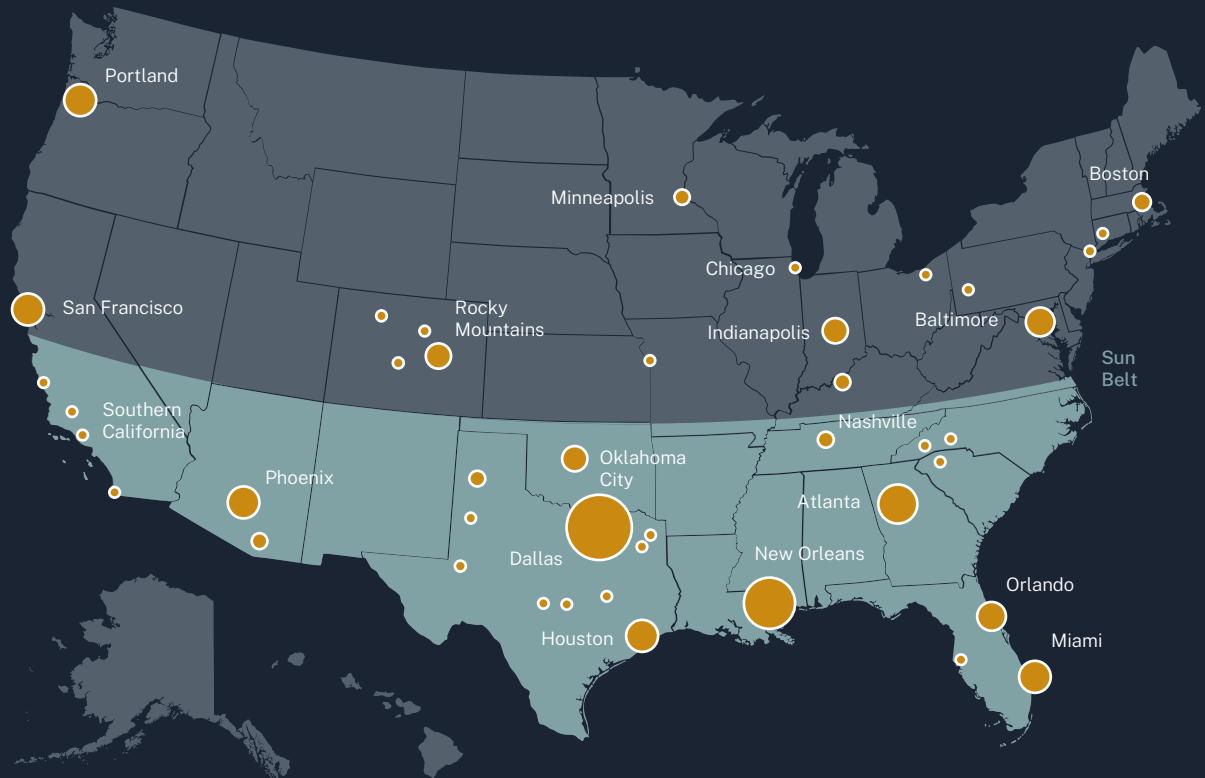 Portland
Boston
Minneapolis
Chicago
San Francisco
Rocky
Mountains
Baltimore
Indianapolis
Sun
Belt
Southern
California
Nashville
Oklahoma
City
Phoenix
Atlanta
Dallas
New Orleans
Orlando
Houston
Miami